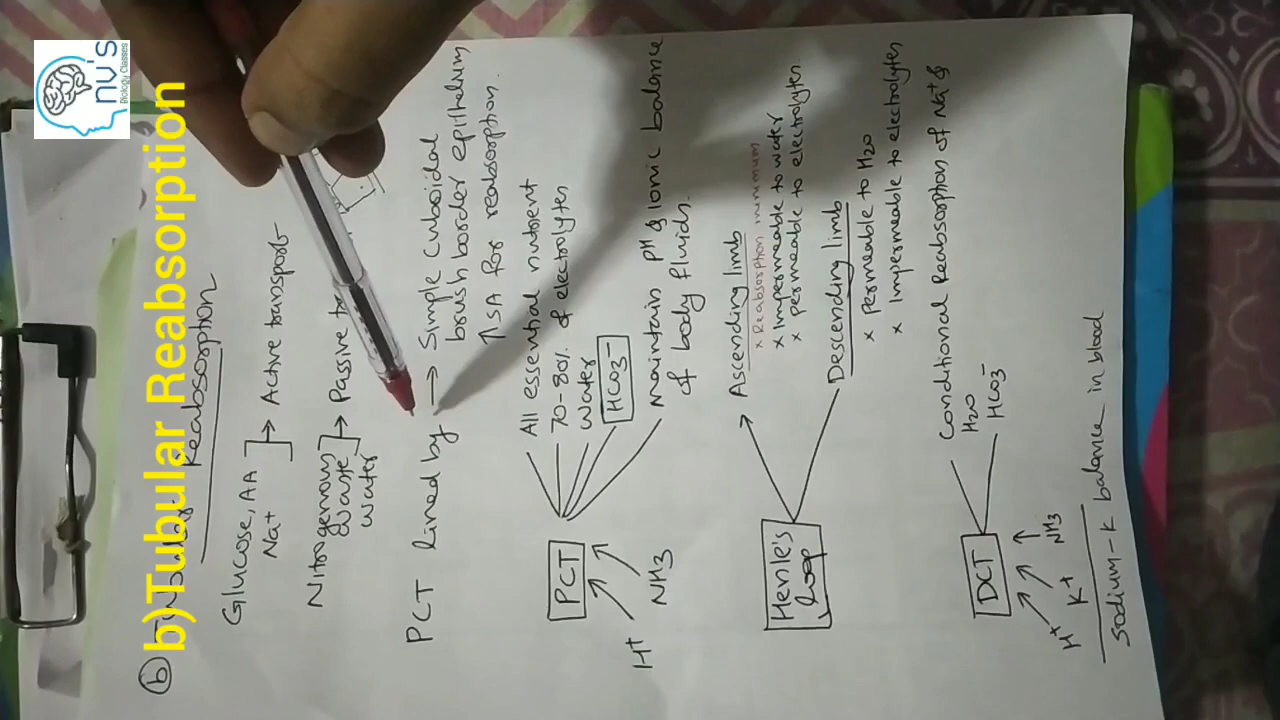 nv's
Biology Classes
b)Tubular Reabsorption
b Reabsorption
Glucose, AA
Na+
→ Active transport
Nitrogenous
waste
water
→ Passive
PCT lined by → Simple cuboidal
brush border epithelium
↑SA for reabsorption.
PCT
All essential nutrient
70-80% of electrolytes
water
HCO3-
maintain pH & Ionic balance
of body fluids.
H+
NH3
Henle's
loop
Ascending limb
x Reabsorption minimum
x Impermeable to water
x permeable to electrolytes
Descending limb
x permeable to H2O
x Impermeable to electrolytes
DCT
Conditional Reabsorption of Na+ &
H2O
HCO3-
H+
K+
NH3
Sodium-K balance in blood